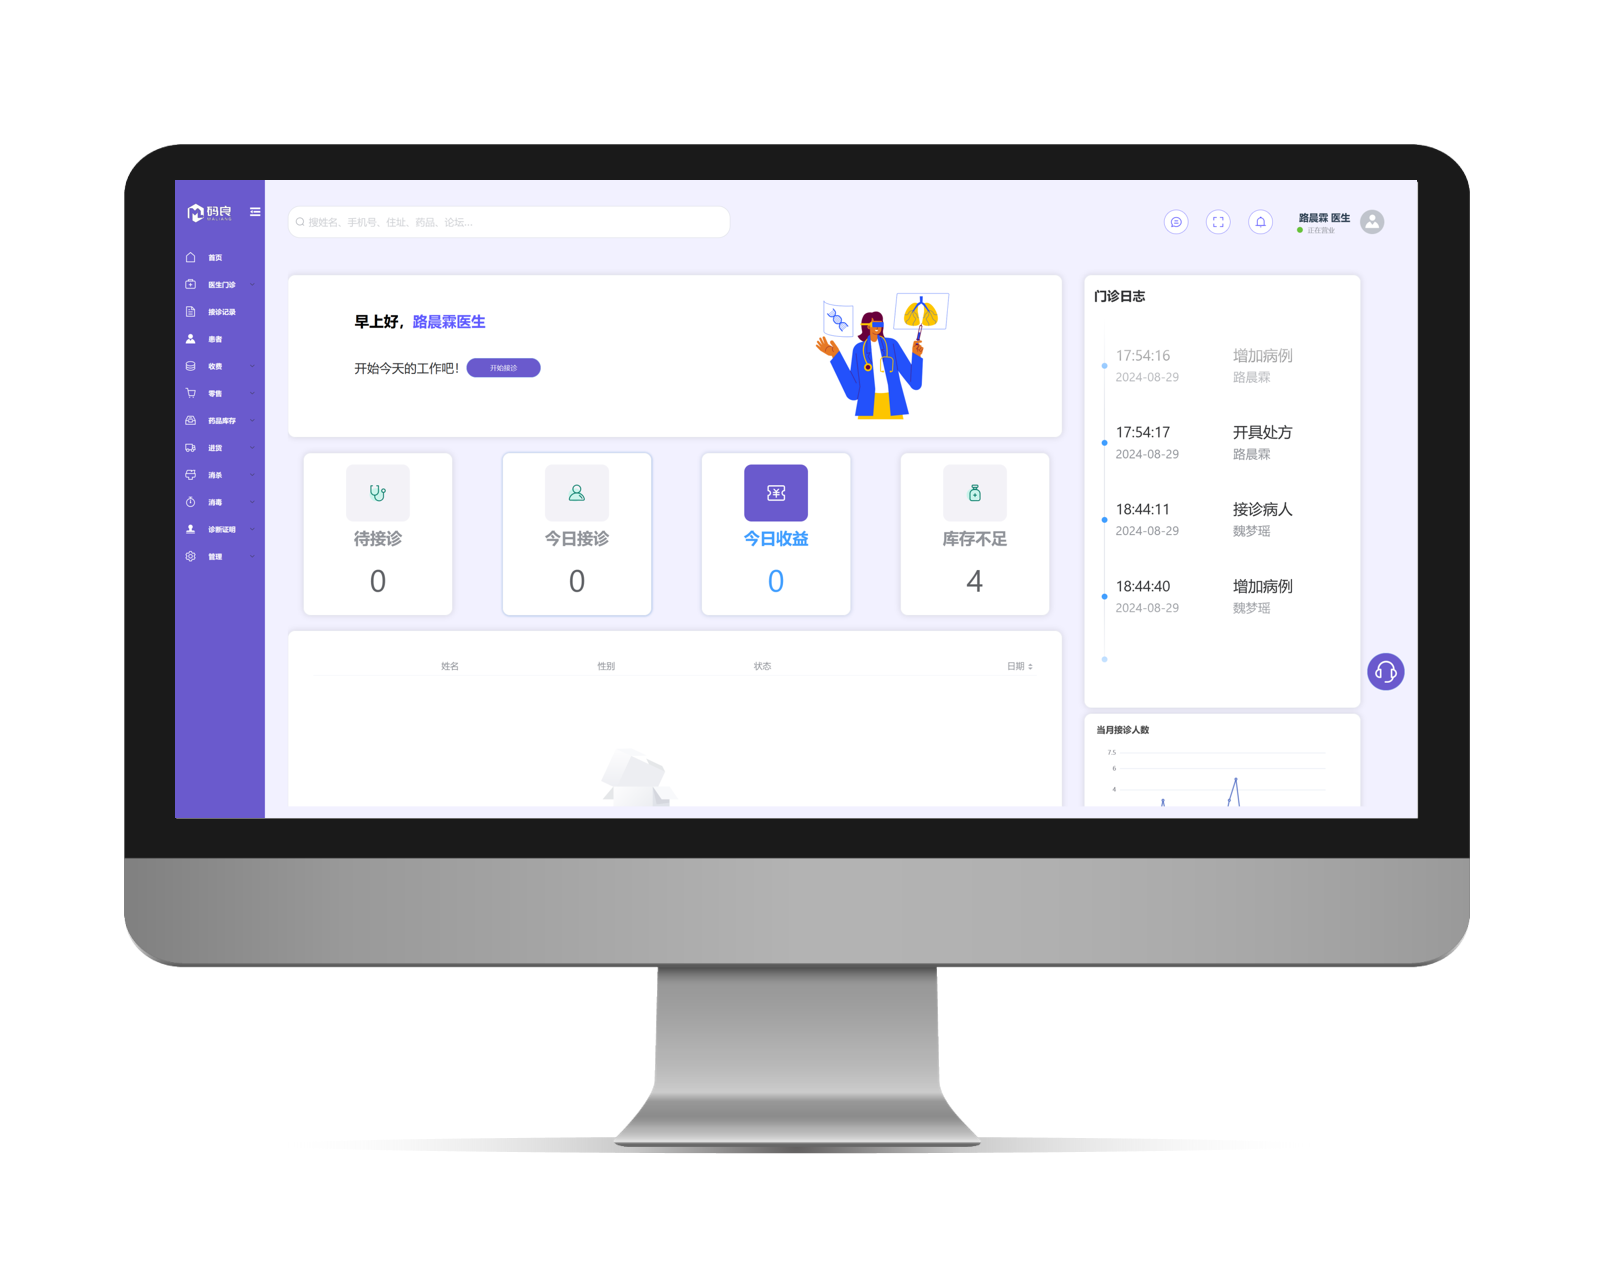 码良
MALIANG
首页
医生门诊
接诊记录
患者
收费
零售
药品库存
进货
消杀
消毒
诊断证明
管理
搜姓名、手机号、住址、药品、论坛...
路晨霖 医生
正在营业
早上好，路晨霖医生
开始今天的工作吧！ 开始接诊
待接诊
0
今日接诊
0
今日收益
0
库存不足
4
姓名 性别 状态 日期
门诊日志
17:54:16 增加病例
2024-08-29 路晨霖
17:54:17 开具处方
2024-08-29 路晨霖
18:44:11 接诊病人
2024-08-29 魏梦瑶
18:44:40 增加病例
2024-08-29 魏梦瑶
当月接诊人数
7.5
6
4